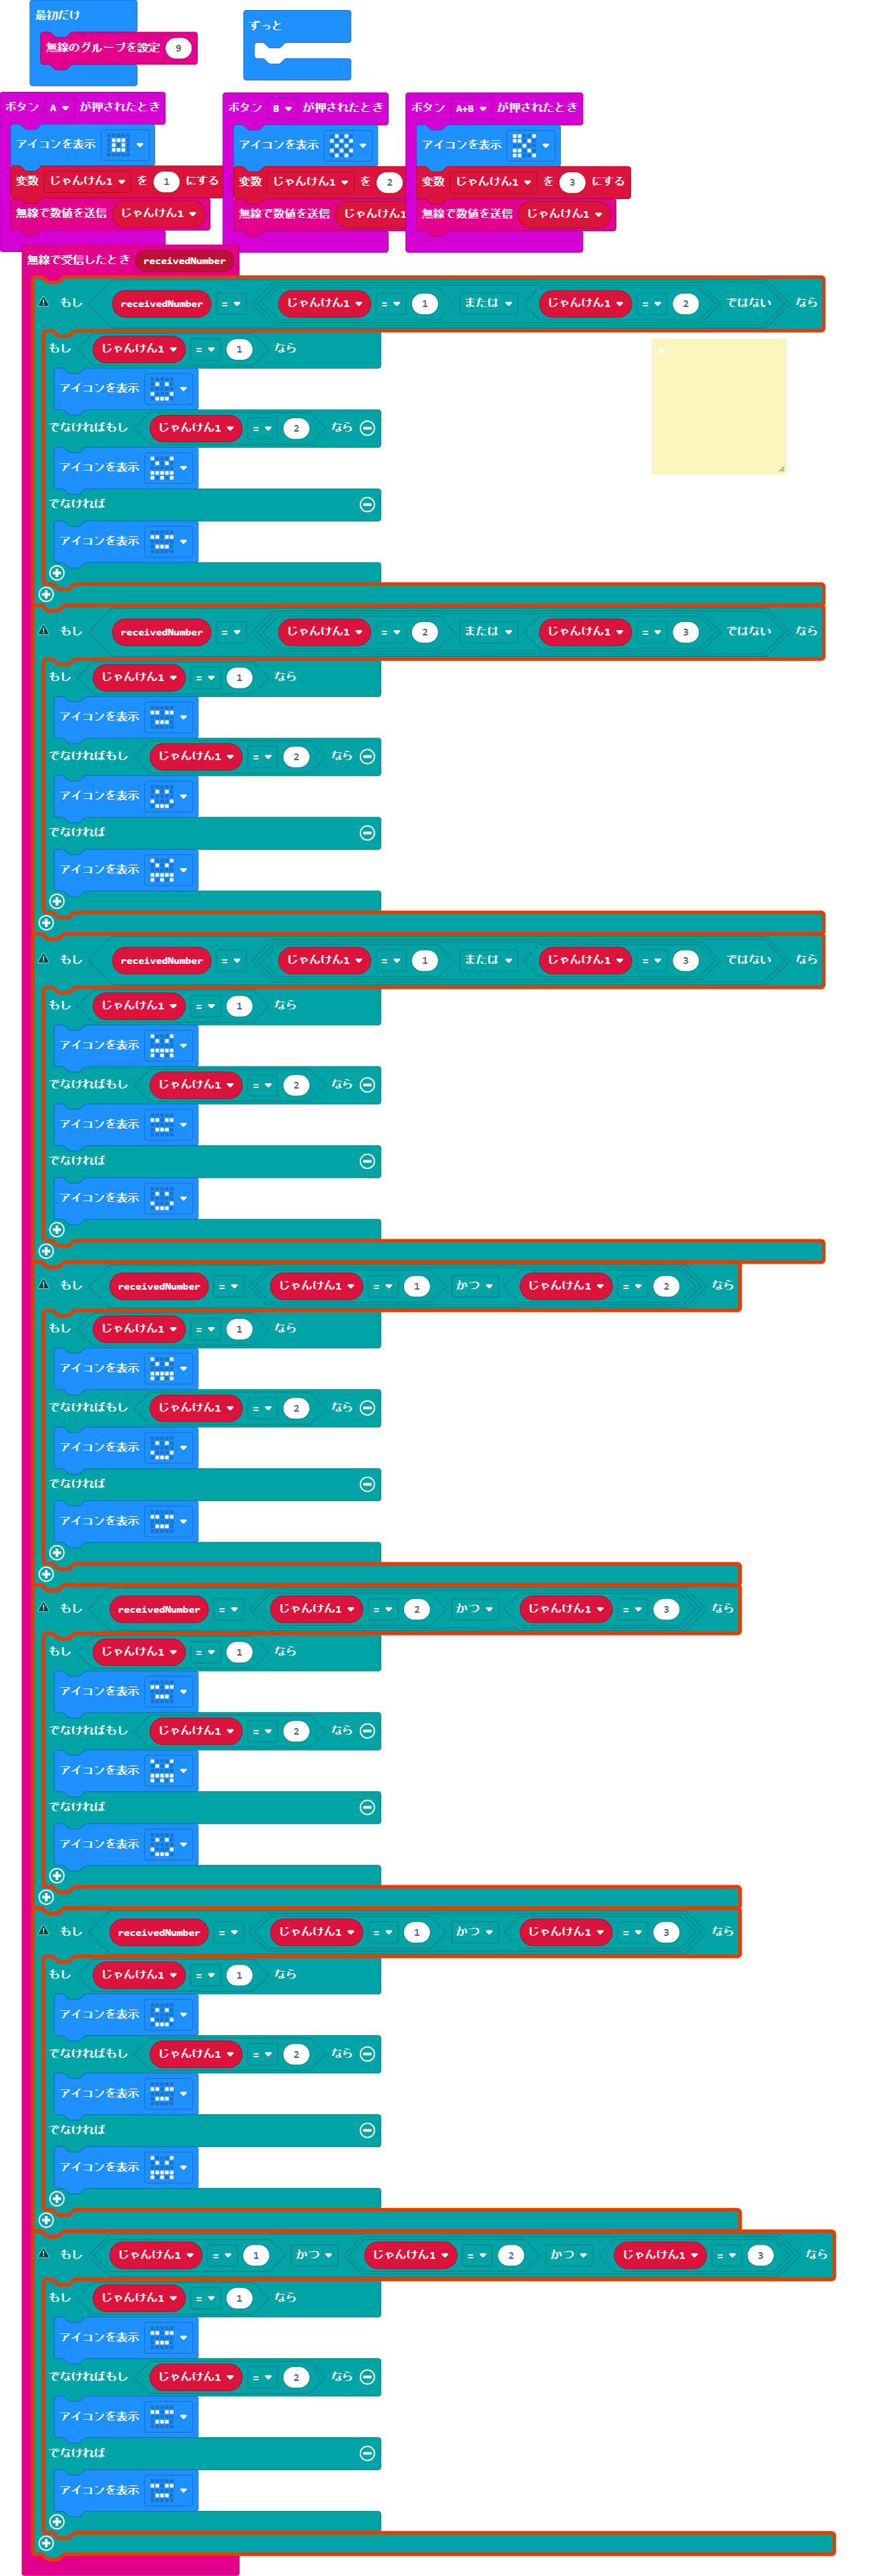 最初だけ
無線のグループを設定 9
ずっと
ボタン A が押されたとき
アイコンを表示
変数 じゃんけん1 を 1 にする
無線で数値を送信 じゃんけん1
ボタン B が押されたとき
アイコンを表示
変数 じゃんけん1 を 2
無線で数値を送信 じゃんけん1
ボタン A+B が押されたとき
アイコンを表示
変数 じゃんけん1 を 3 にする
無線で数値を送信 じゃんけん1
無線で受信したとき receivedNumber
もし receivedNumber = じゃんけん1 = 1 または じゃんけん1 = 2 ではない なら
もし じゃんけん1 = 1 なら
アイコンを表示
でなければもし じゃんけん1 = 2 なら
アイコンを表示
でなければ
アイコンを表示
もし receivedNumber = じゃんけん1 = 2 または じゃんけん1 = 3 ではない なら
もし じゃんけん1 = 1 なら
アイコンを表示
でなければもし じゃんけん1 = 2 なら
アイコンを表示
でなければ
アイコンを表示
もし receivedNumber = じゃんけん1 = 1 または じゃんけん1 = 3 ではない なら
もし じゃんけん1 = 1 なら
アイコンを表示
でなければもし じゃんけん1 = 2 なら
アイコンを表示
でなければ
アイコンを表示
もし receivedNumber = じゃんけん1 = 1 かつ じゃんけん1 = 2 なら
もし じゃんけん1 = 1 なら
アイコンを表示
でなければもし じゃんけん1 = 2 なら
アイコンを表示
でなければ
アイコンを表示
もし receivedNumber = じゃんけん1 = 2 かつ じゃんけん1 = 3 なら
もし じゃんけん1 = 1 なら
アイコンを表示
でなければもし じゃんけん1 = 2 なら
アイコンを表示
でなければ
アイコンを表示
もし receivedNumber = じゃんけん1 = 1 かつ じゃんけん1 = 3 なら
もし じゃんけん1 = 1 なら
アイコンを表示
でなければもし じゃんけん1 = 2 なら
アイコンを表示
でなければ
アイコンを表示
もし じゃんけん1 = 1 かつ じゃんけん1 = 2 かつ じゃんけん1 = 3 なら
もし じゃんけん1 = 1 なら
アイコンを表示
でなければもし じゃんけん1 = 2 なら
アイコンを表示
でなければ
アイコンを表示